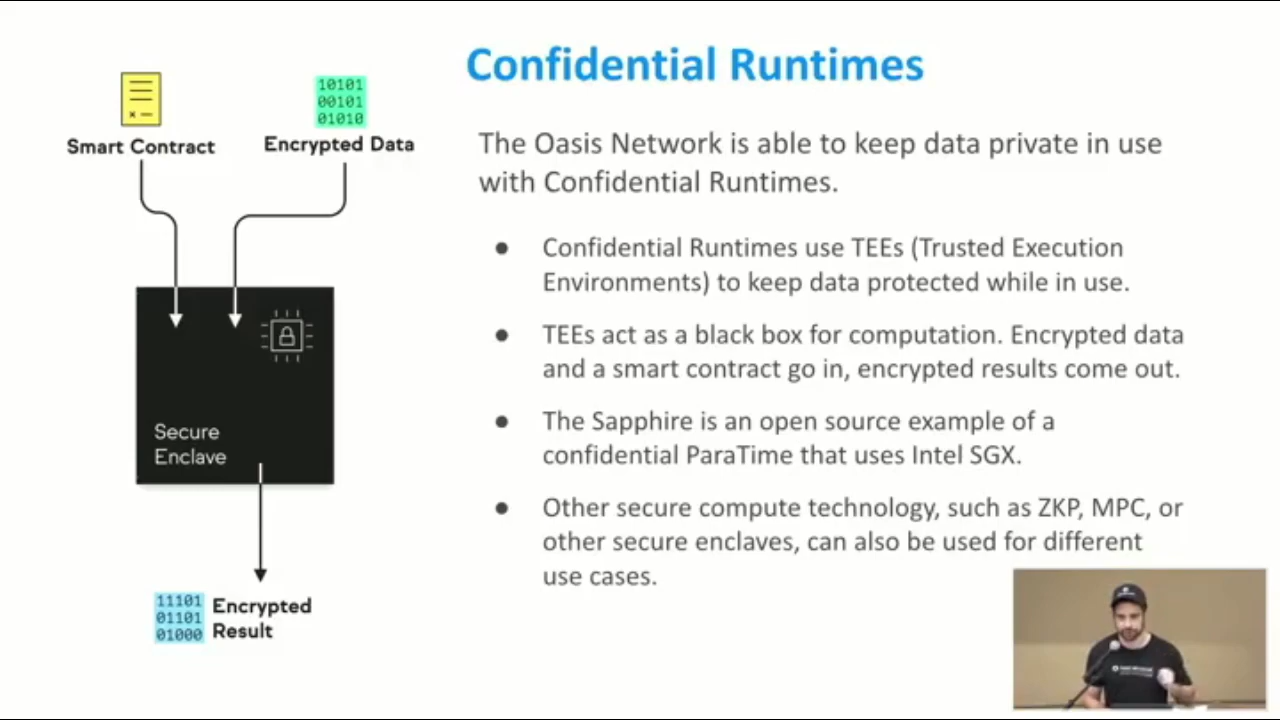 Confidential Runtimes
10101
00101
01010
Smart Contract
Encrypted Data
The Oasis Network is able to keep data private in use
with Confidential Runtimes.
● Confidential Runtimes use TEEs (Trusted Execution
Environments) to keep data protected while in use.
● TEEs act as a black box for computation. Encrypted data
and a smart contract go in, encrypted results come out.
● The Sapphire is an open source example of a
confidential ParaTime that uses Intel SGX.
● Other secure compute technology, such as ZKP, MPC, or
other secure enclaves, can also be used for different
use cases.
Secure
Enclave
11101
01101
01000
Encrypted
Result